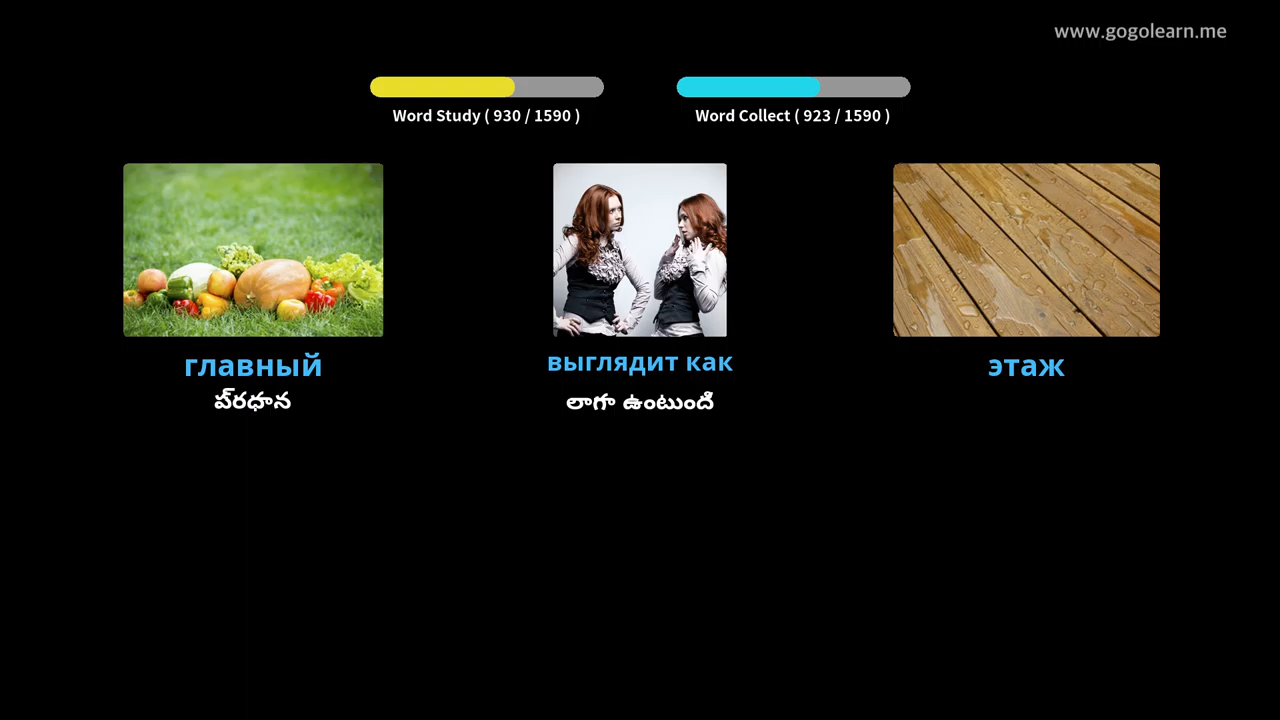 www.gogolearn.me
Word Study ( 930 / 1590 )
Word Collect ( 923 / 1590 )
главный
выглядит как
этаж
ప్రధాన
లాగా ఉంటుంది